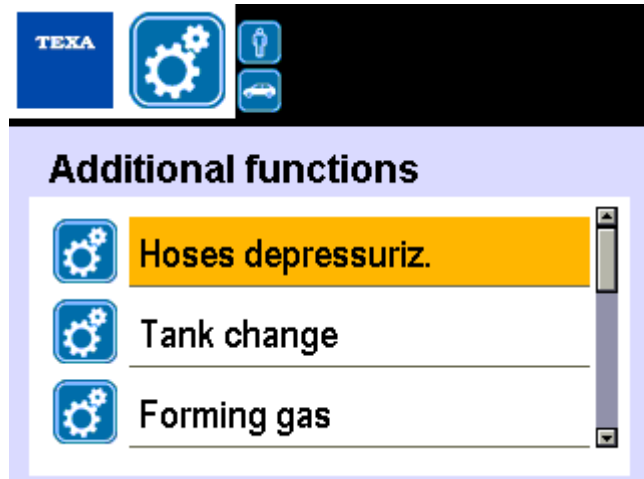 TEXA
Additional functions
Hoses depressuriz.
Tank change
Forming gas